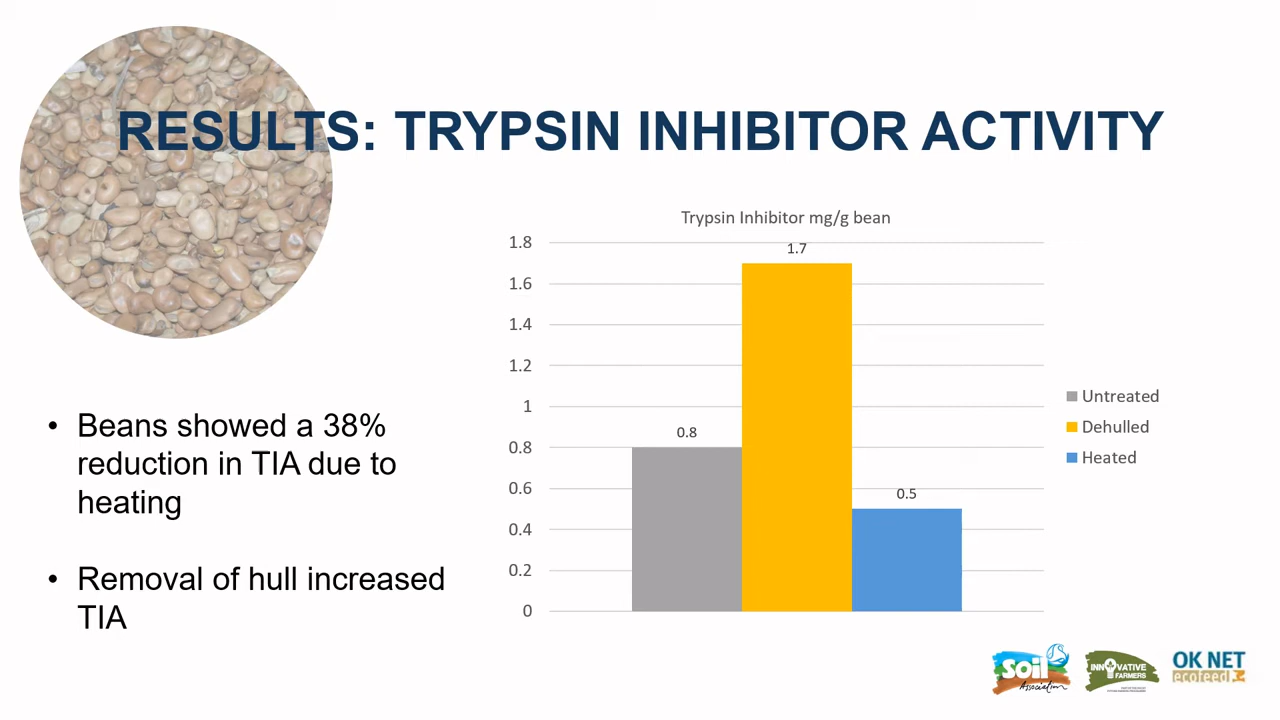 RESULTS: TRYPSIN INHIBITOR ACTIVITY
• Beans showed a 38%
reduction in TIA due to
heating
• Removal of hull increased
TIA
Trypsin Inhibitor mg/g bean
1.8
1.6
1.4
1.2
1
0.8
0.6
0.4
0.2
0
0.8
1.7
0.5
Untreated
Dehulled
Heated
Soil
Association
INNOVATIVE
FARMERS
OK NET
ecofeed